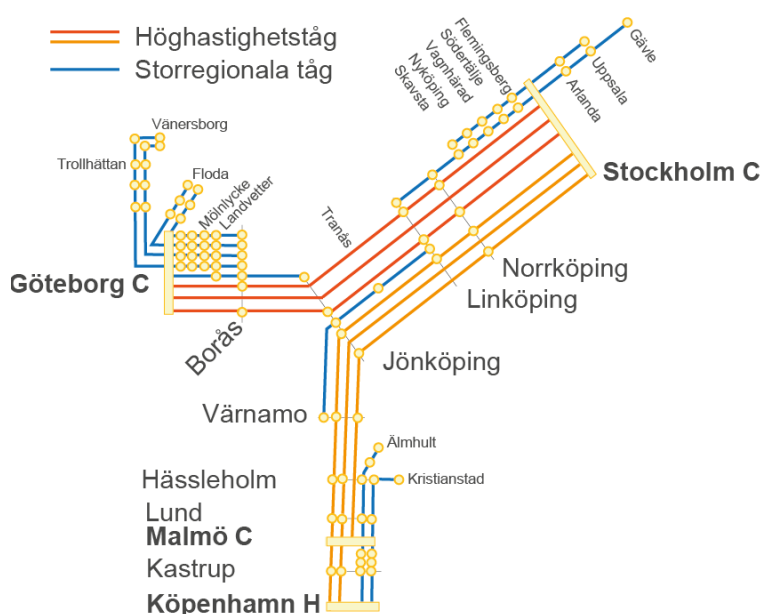 Höghastighetståg
Storregionala tåg
Flemingsberg
Södertälje
Vagnhärad
Nyköping
Skavsta
Gävle
Uppsala
Arlanda
Stockholm C
Vänersborg
Trollhättan
Floda
Mölnlycke
Landvetter
Tranås
Göteborg C
Norrköping
Linköping
Borås
Jönköping
Värnamo
Älmhult
Hässleholm
Kristianstad
Lund
Malmö C
Kastrup
Köpenhamn H